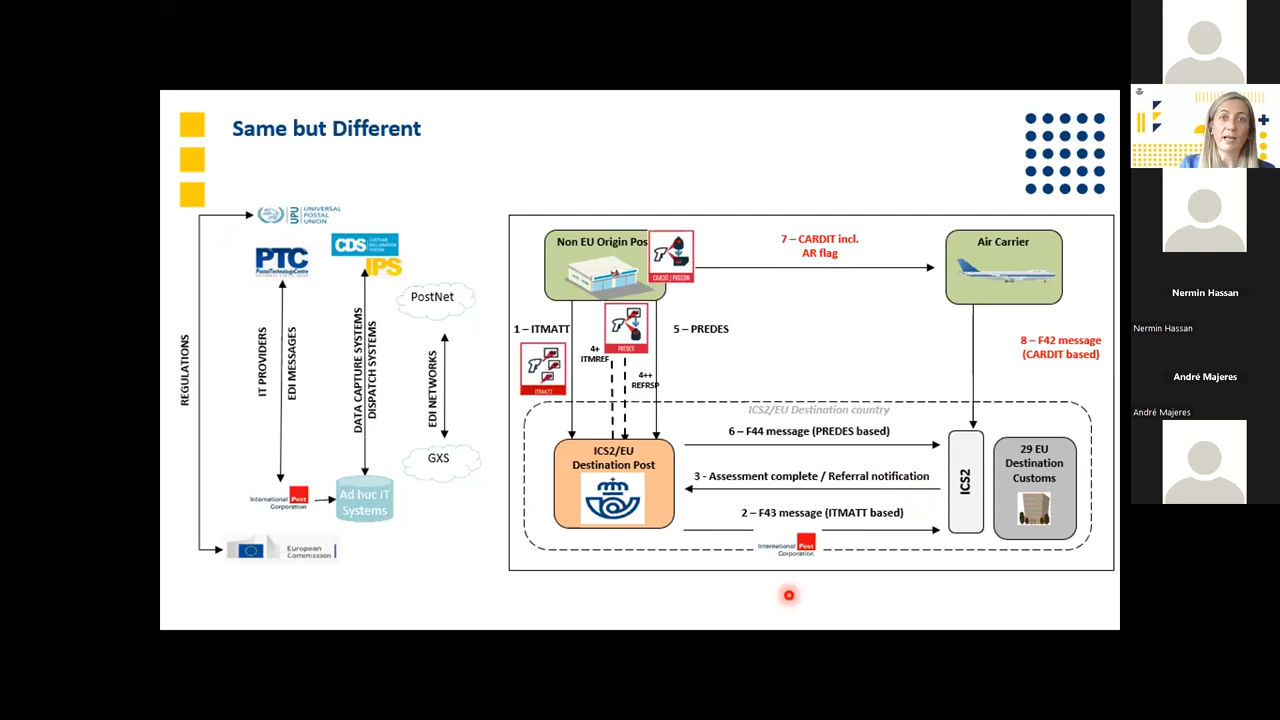 Same but Different
UPU
UNIVERSAL
POSTAL
UNION
PTC
PostalTechnologyCentre
CDS
CUSTOMS
DECLARATION
SYSTEM
IPS
PostNet
REGULATIONS
IT PROVIDERS
EDI MESSAGES
DATA CAPTURE SYSTEMS
DISPATCH SYSTEMS
EDI NETWORKS
GXS
International
Post
Corporation
Ad hoc IT
Systems
European
Commission
Non EU Origin Pos
CARDIT / PRECON
7 – CARDIT incl.
AR flag
Air Carrier
1 – ITMATT
ITMATT
PREDES
4+
ITMREF
4++
REFRSP
5 – PREDES
8 – F42 message
(CARDIT based)
ICS2/EU Destination country
6 – F44 message (PREDES based)
ICS2/EU
Destination Post
3 - Assessment complete / Referral notification
2 – F43 message (ITMATT based)
International
Post
Corporation
ICS2
29 EU
Destination
Customs
Nermin Hassan
Nermin Hassan
André Majeres
André Majeres